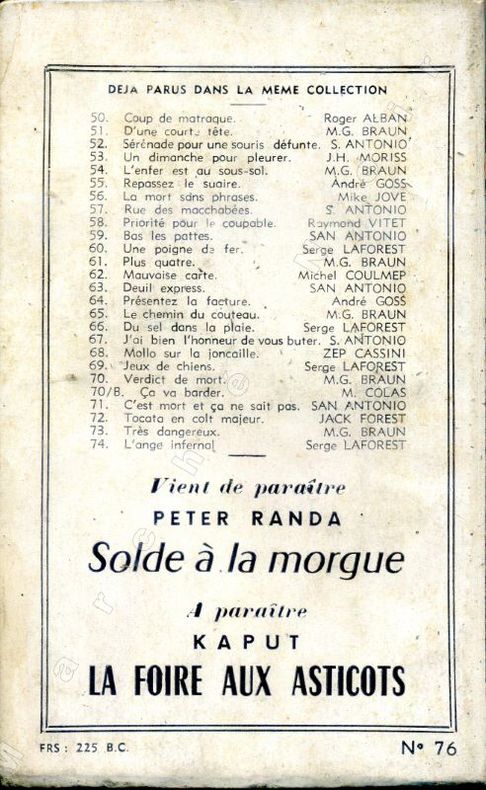 DEJA PARUS DANS LA MEME COLLECTION
50. Coup de matraque. Roger ALBAN
51. D'une courte tête. M.G. BRAUN
52. Sérénade pour une souris défunte. S. ANTONIO
53. Un dimanche pour pleurer. J.H. MORISS
54. L'enfer est au sous-sol. M.G. BRAUN
55. Repassez le suaire. André GOSS
56. La mort sans phrases. Mike JOVE
57. Rue des macchabées. S. ANTONIO
58. Priorité pour le coupable. Raymond VITET
59. Bas les pattes. SAN ANTONIO
60. Une poigne de fer. Serge LAFOREST
61. Plus quatre. M.G. BRAUN
62. Mauvaise carte. Michel COULMEP
63. Deuil express. SAN ANTONIO
64. Présentez la facture. André GOSS
65. Le chemin du couteau. M.G. BRAUN
66. Du sel dans la plaie. Serge LAFOREST
67. J'ai bien l'honneur de vous buter. S. ANTONIO
68. Mollo sur la joncaille. ZEP CASSINI
69. Jeux de chiens. Serge LAFOREST
70. Verdict de mort. M.G. BRAUN
70/B. Ça va barder. M. COLAS
71. C'est mort et ça ne sait pas. SAN ANTONIO
72. Tocata en colt majeur. JACK FOREST
73. Très dangereux. M.G. BRAUN
74. L'ange infernal Serge LAFOREST
Vient de paraître
PETER RANDA
Solde à la morgue
A paraître
KAPUT
LA FOIRE AUX ASTICOTS
FRS : 225 B.C. N° 76